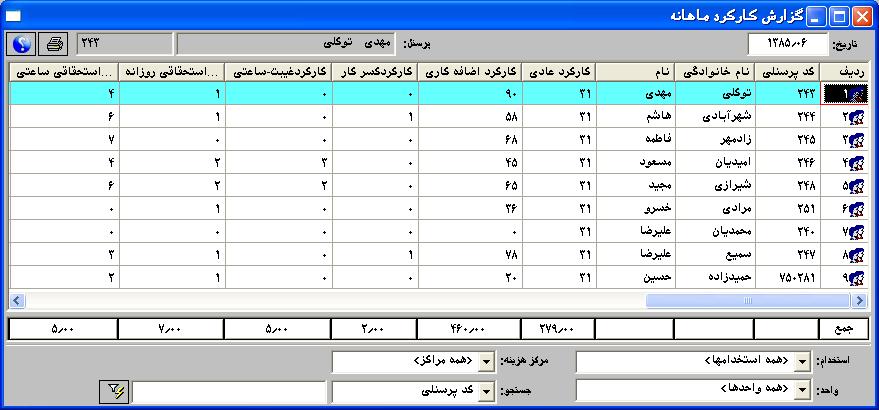 گزارش کارکرد ماهانه
تاریخ: ۱۳۸۵٫۰۶ پرسنل: مهدی توکلی ۲۴۳
ردیف کد پرسنلی نام خانوادگی نام کارکرد عادی کارکرد اضافه کاری کارکردکسر کار کارکردغیبت-ساعتی ...استحقاقی روزانه ...استحقاقی ساعتی
۱ ۲۴۳ توکلی مهدی ۳۱ ۹۰ ۰ ۰ ۱ ۴
۲ ۲۴۴ شهرآبادی هاشم ۳۱ ۵۸ ۱ ۰ ۱ ۶
۳ ۲۴۵ زادمهر فاطمه ۳۱ ۶۸ ۰ ۰ ۰ ۷
۴ ۲۴۶ امیدیان مسعود ۳۱ ۴۵ ۰ ۳ ۲ ۴
۵ ۲۴۸ شیرازی مجید ۳۱ ۶۵ ۰ ۲ ۲ ۶
۶ ۲۵۱ مرادی خسرو ۳۱ ۳۶ ۰ ۰ ۱ ۰
۷ ۲۴۰ محمدیان علیرضا ۳۱ ۰ ۰ ۰ ۰ ۰
۸ ۲۴۷ سمیع علیرضا ۳۱ ۷۸ ۱ ۰ ۱ ۳
۹ ۷۵۰۲۸۱ حمیدزاده حسین ۳۱ ۲۰ ۰ ۰ ۱ ۲
جمع ۲۷۹٫۰۰ ۴۶۰٫۰۰ ۲٫۰۰ ۵٫۰۰ ۷٫۰۰ ۵٫۰۰
استخدام: <همه استخدامها> مرکز هزینه: <همه مراکز>
واحد: <همه واحدها> جستجو: کد پرسنلی